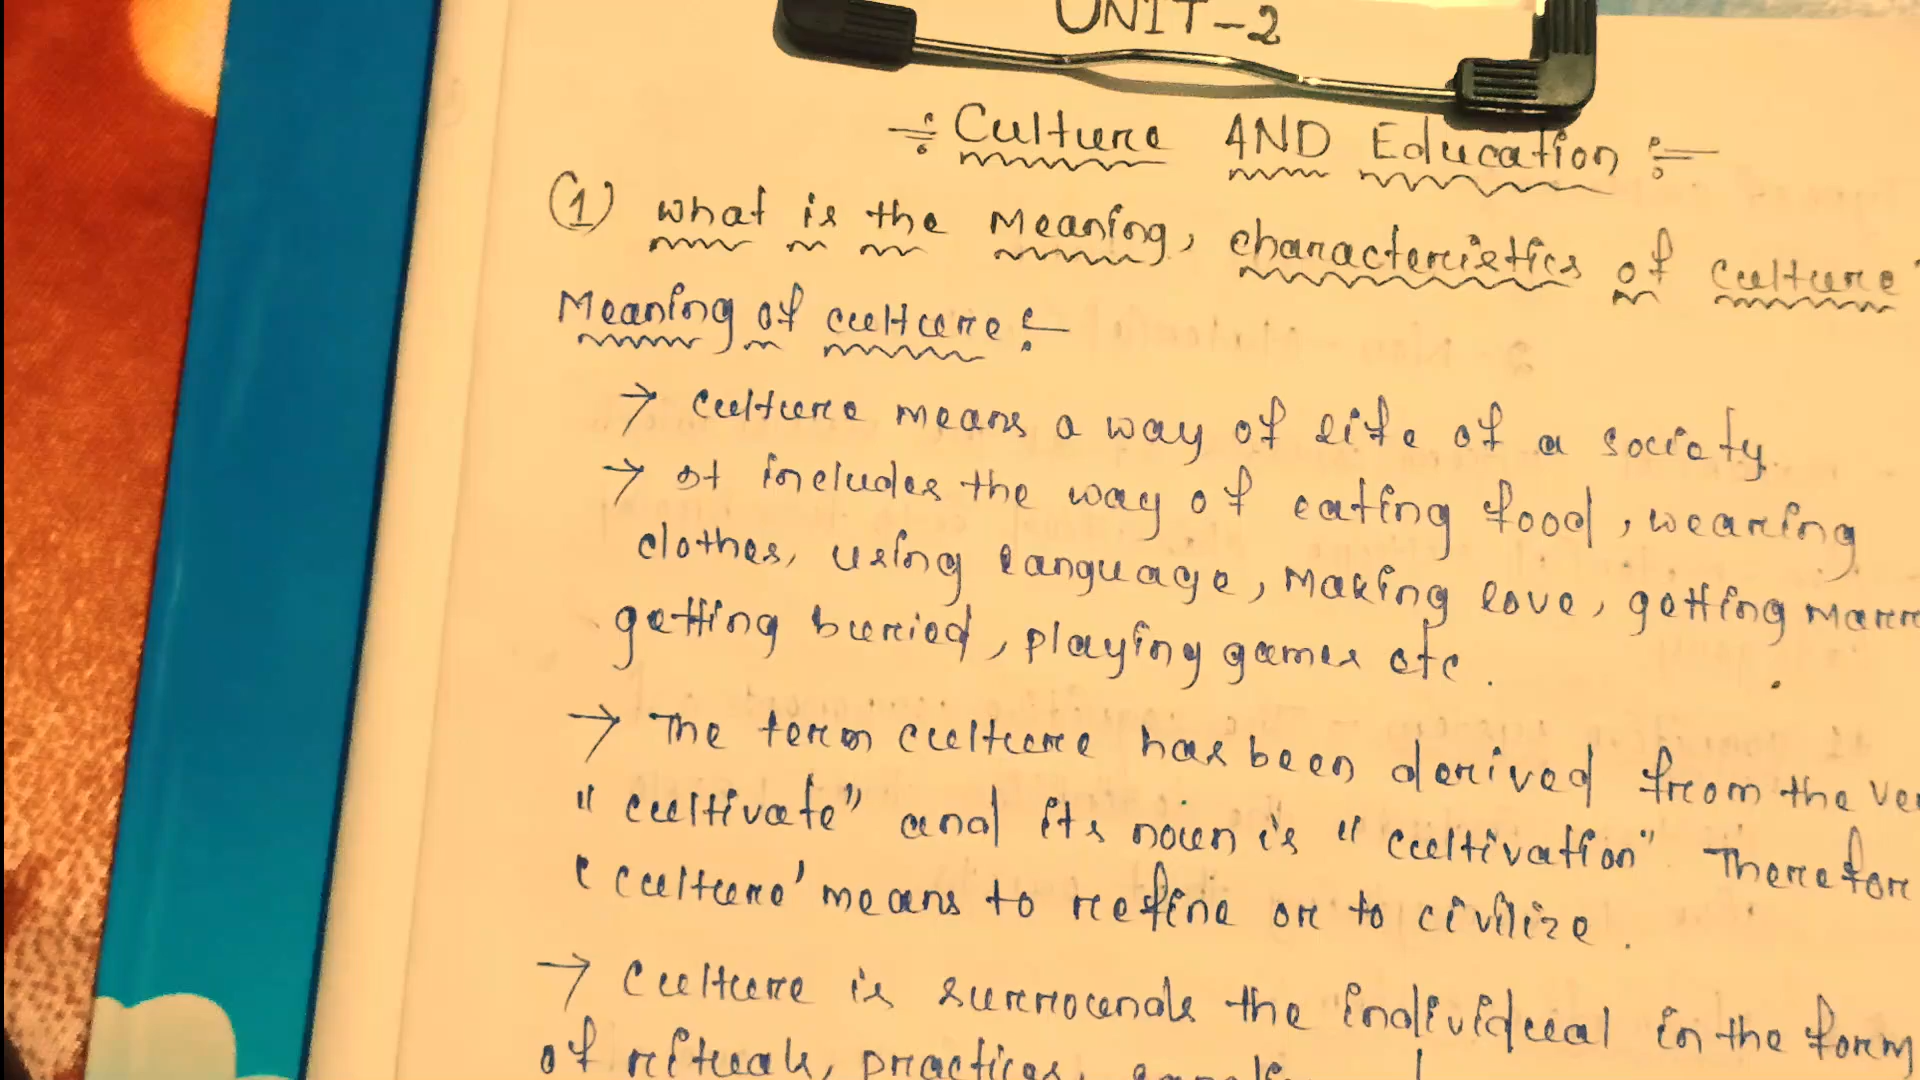 UNIT-2
Culture AND Education
(1) what is the Meaning, characteristics of culture
Meaning of culture:-
→ culture means a way of life of a society.
→ It includes the way of eating food, wearing
clothes, using language, Making love, getting
getting buried, playing games etc.
→ The term culture has been derived from the
"cultivate" and its noun is "cultivation" Therefor
'culture' means to refine or to civilize.
→ Culture is surrounds the individual in the form
of rituals, practices,